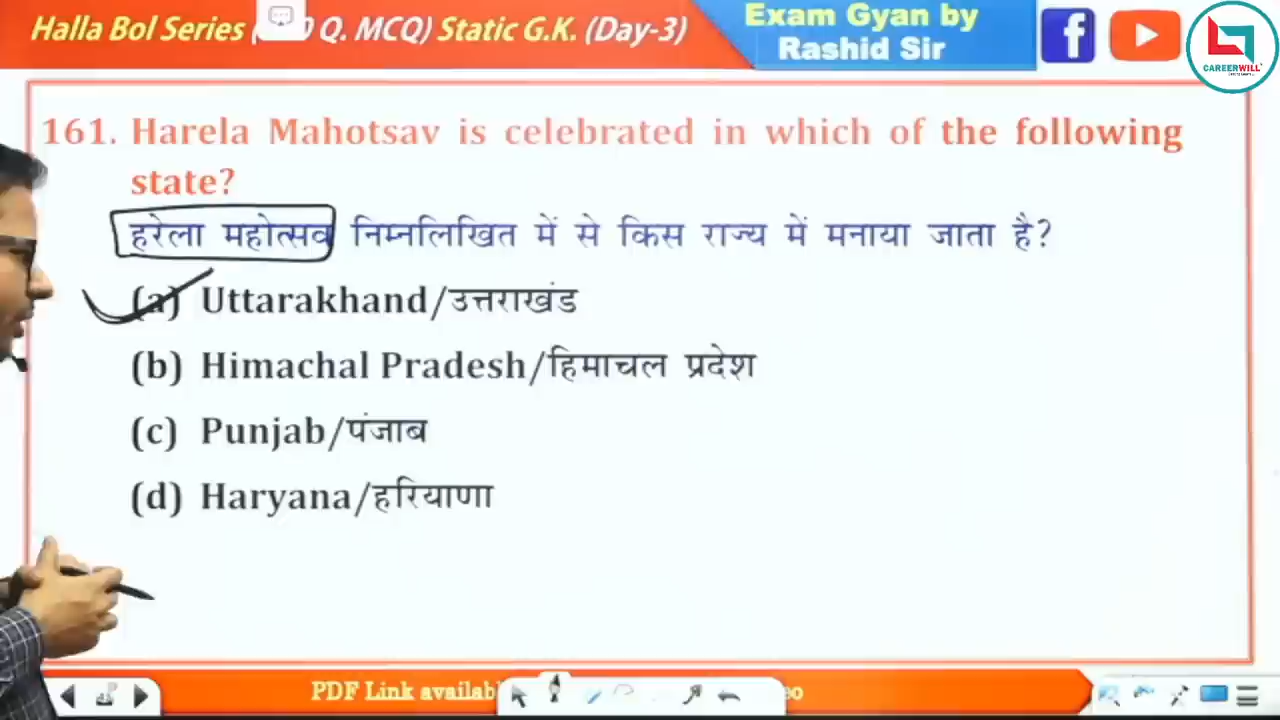 Halla Bol Series ( 0 Q. MCQ) Static G.K. (Day-3)
Exam Gyan by
Rashid Sir
CAREERWILL
161. Harela Mahotsav is celebrated in which of the following
state?
हरेला महोत्सव निम्नलिखित में से किस राज्य में मनाया जाता है?
(a) Uttarakhand/उत्तराखंड
(b) Himachal Pradesh/हिमाचल प्रदेश
(c) Punjab/पंजाब
(d) Haryana/हरियाणा
PDF Link